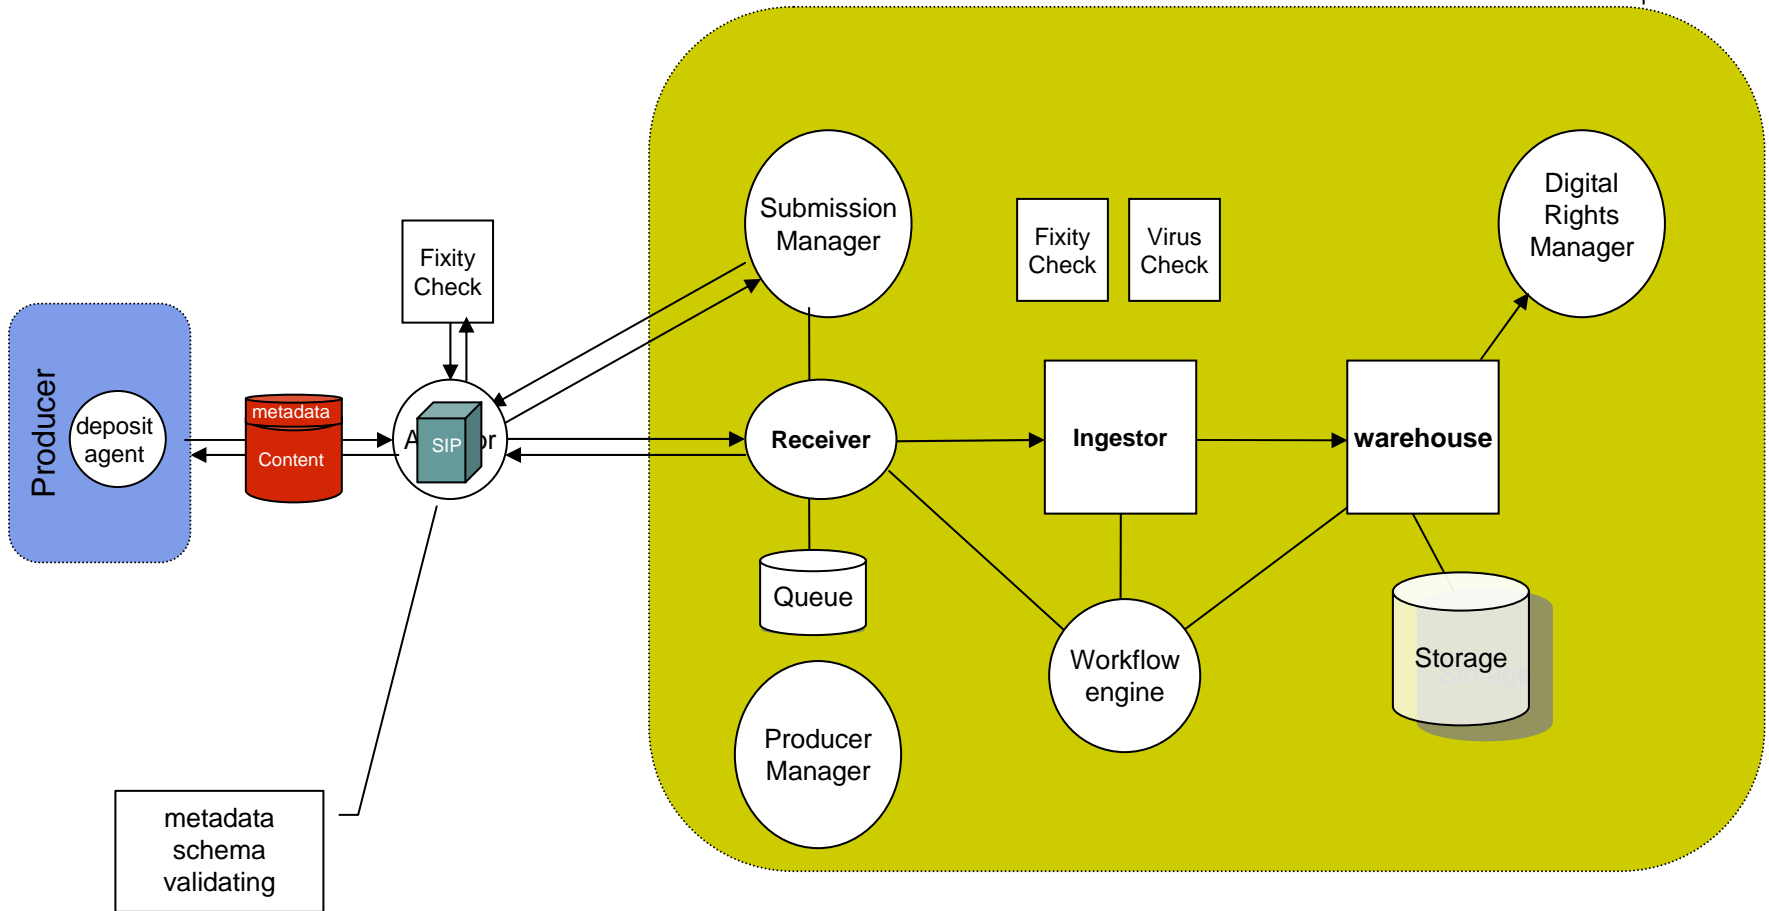 Producer
deposit
agent
metadata
Content
Fixity
Check
SIP
metadata
schema
validating
Submission
Manager
Receiver
Queue
Producer
Manager
Fixity
Check
Virus
Check
Ingestor
Workflow
engine
Digital
Rights
Manager
warehouse
Storage
Storage